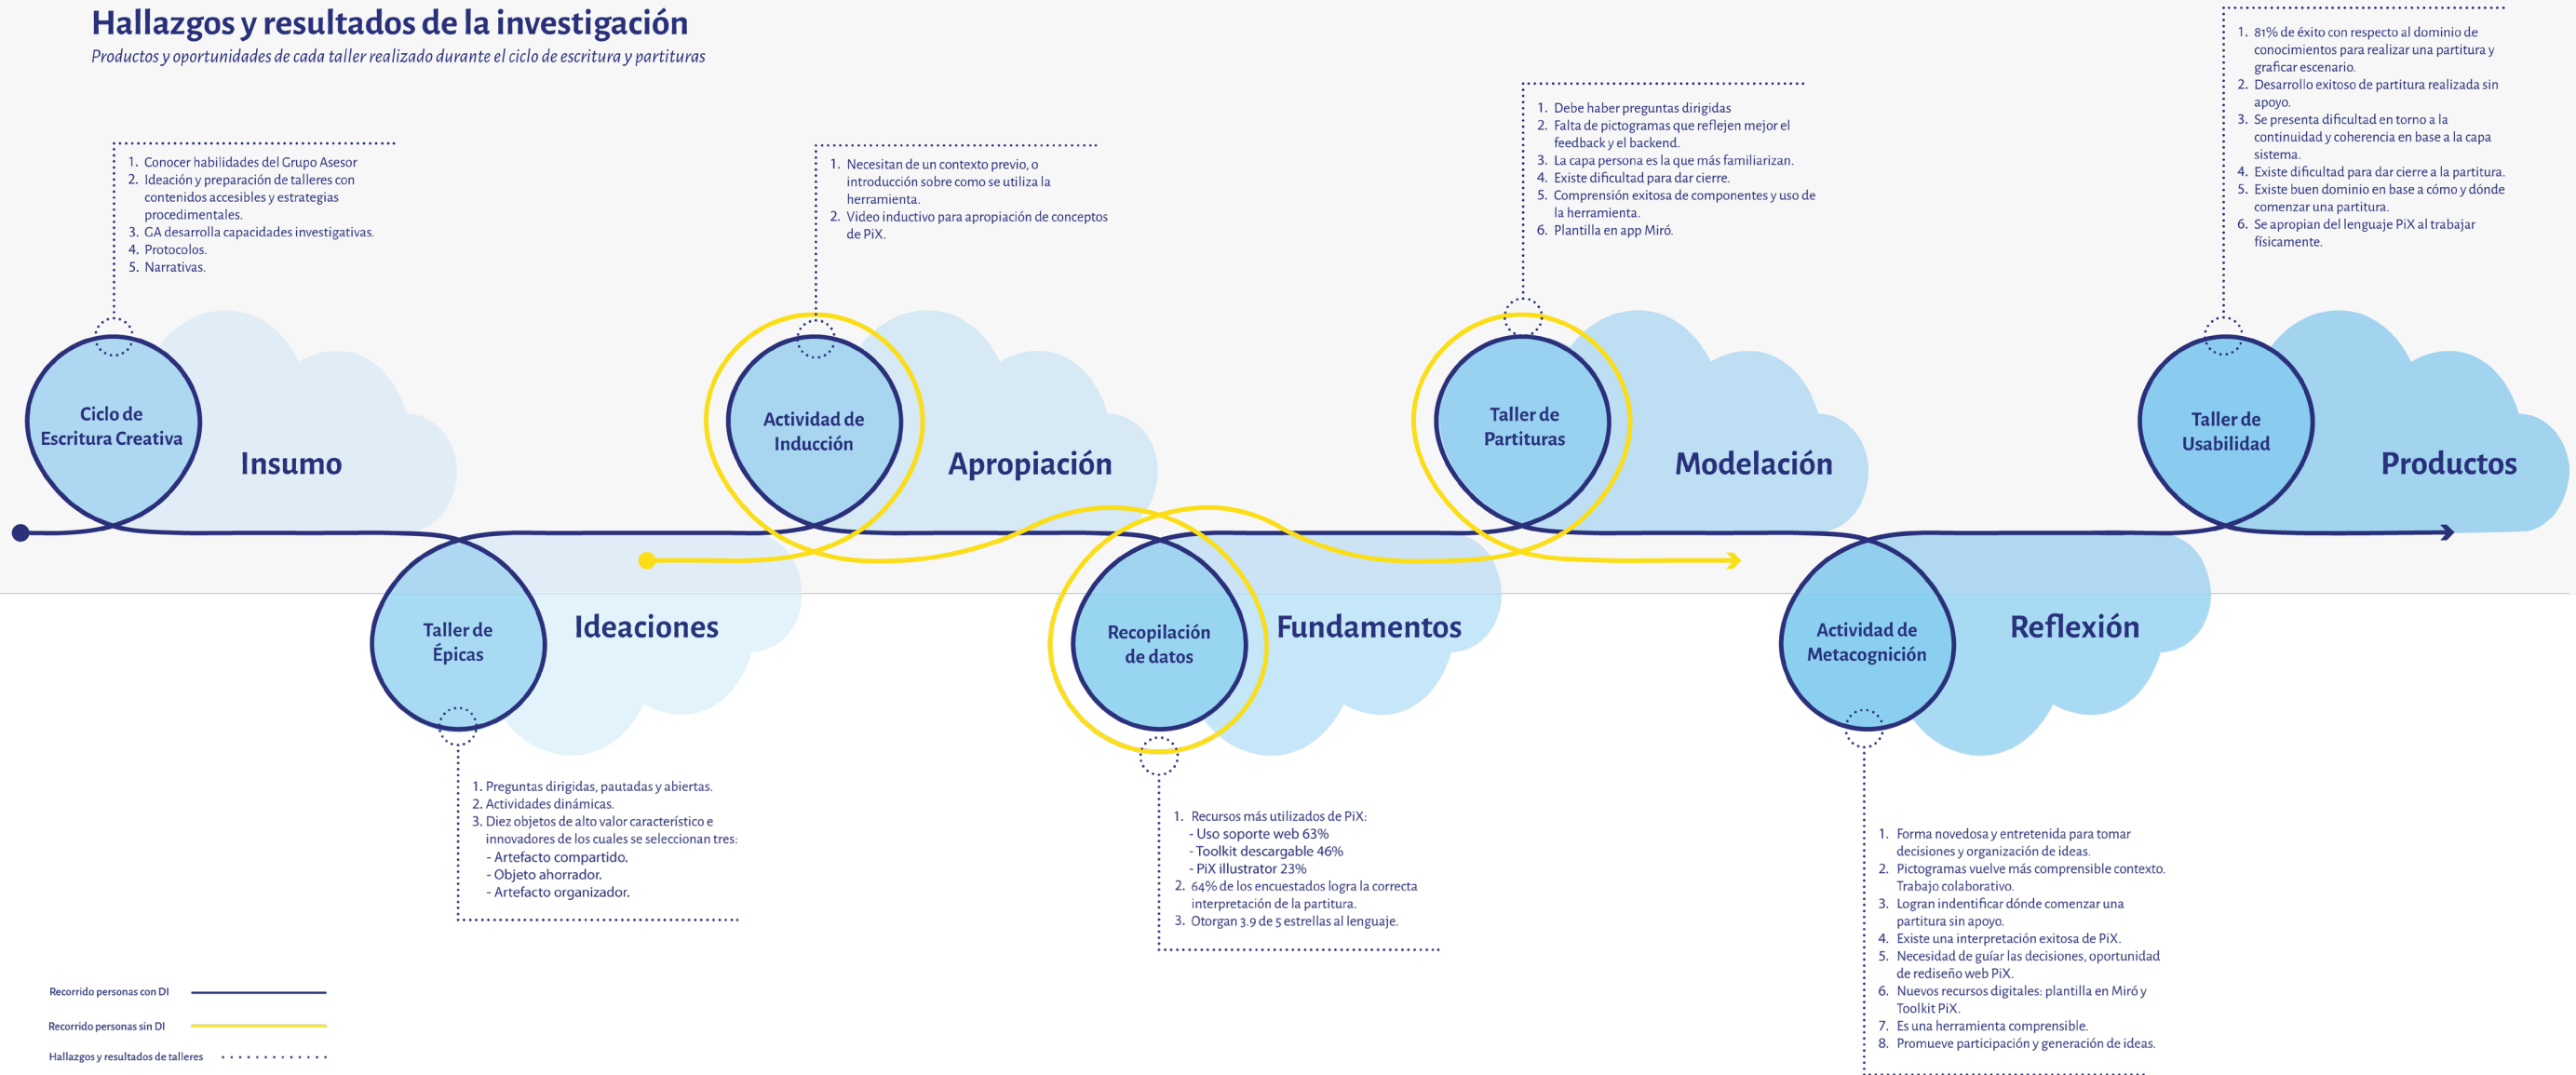 Hallazgos y resultados de la investigación
Productos y oportunidades de cada taller realizado durante el ciclo de escritura y partituras
1. Conocer habilidades del Grupo Asesor
2. Ideación y preparación de talleres con
contenidos accesibles y estrategias
procedimentales.
3. GA desarrolla capacidades investigativas.
4. Protocolos.
5. Narrativas.
Ciclo de
Escritura Creativa
Insumo
Taller de
Épicas
Ideaciones
1. Preguntas dirigidas, pautadas y abiertas.
2. Actividades dinámicas.
3. Diez objetos de alto valor característico e
innovadores de los cuales se seleccionan tres:
- Artefacto compartido.
- Objeto ahorrador.
- Artefacto organizador.
1. Necesitan de un contexto previo, o
introducción sobre como se utiliza la
herramienta.
2. Video inductivo para apropiación de conceptos
de PiX.
Actividad de
Inducción
Apropiación
Recopilación
de datos
Fundamentos
1. Recursos más utilizados de PiX:
- Uso soporte web 63%
- Toolkit descargable 46%
- PiX illustrator 23%
2. 64% de los encuestados logra la correcta
interpretación de la partitura.
3. Otorgan 3.9 de 5 estrellas al lenguaje.
1. Debe haber preguntas dirigidas
2. Falta de pictogramas que reflejen mejor el
feedback y el backend.
3. La capa persona es la que más familiarizan.
4. Existe dificultad para dar cierre.
5. Comprensión exitosa de componentes y uso de
la herramienta.
6. Plantilla en app Miró.
Taller de
Partituras
Modelación
Actividad de
Metacognición
Reflexión
1. Forma novedosa y entretenida para tomar
decisiones y organización de ideas.
2. Pictogramas vuelve más comprensible contexto.
Trabajo colaborativo.
3. Logran indentificar dónde comenzar una
partitura sin apoyo.
4. Existe una interpretación exitosa de PiX.
5. Necesidad de guíar las decisiones, oportunidad
de rediseño web PiX.
6. Nuevos recursos digitales: plantilla en Miró y
Toolkit PiX.
7. Es una herramienta comprensible.
8. Promueve participación y generación de ideas.
1. 81% de éxito con respecto al dominio de
conocimientos para realizar una partitura y
graficar escenario.
2. Desarrollo exitoso de partitura realizada sin
apoyo.
3. Se presenta dificultad en torno a la
continuidad y coherencia en base a la capa
sistema.
4. Existe dificultad para dar cierre a la partitura.
5. Existe buen dominio en base a cómo y dónde
comenzar una partitura.
6. Se apropian del lenguaje PiX al trabajar
físicamente.
Taller de
Usabilidad
Productos
Recorrido personas con DI
Recorrido personas sin DI
Hallazgos y resultados de talleres